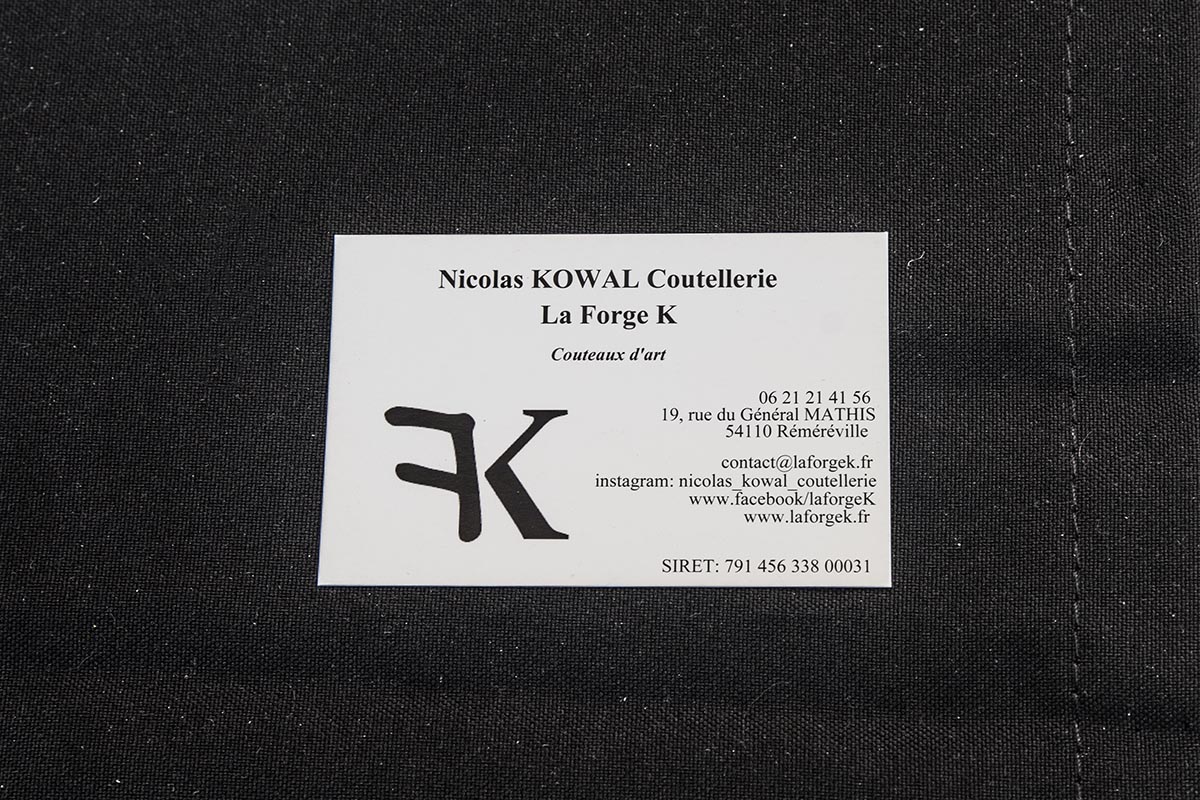 Nicolas KOWAL Coutellerie
La Forge K
Couteaux d'art
FK
06 21 21 41 56
19, rue du Général MATHIS
54110 Réméréville
contact@laforgek.fr
instagram: nicolas_kowal_coutellerie
www.facebook/laforgeK
www.laforgek.fr
SIRET: 791 456 338 00031